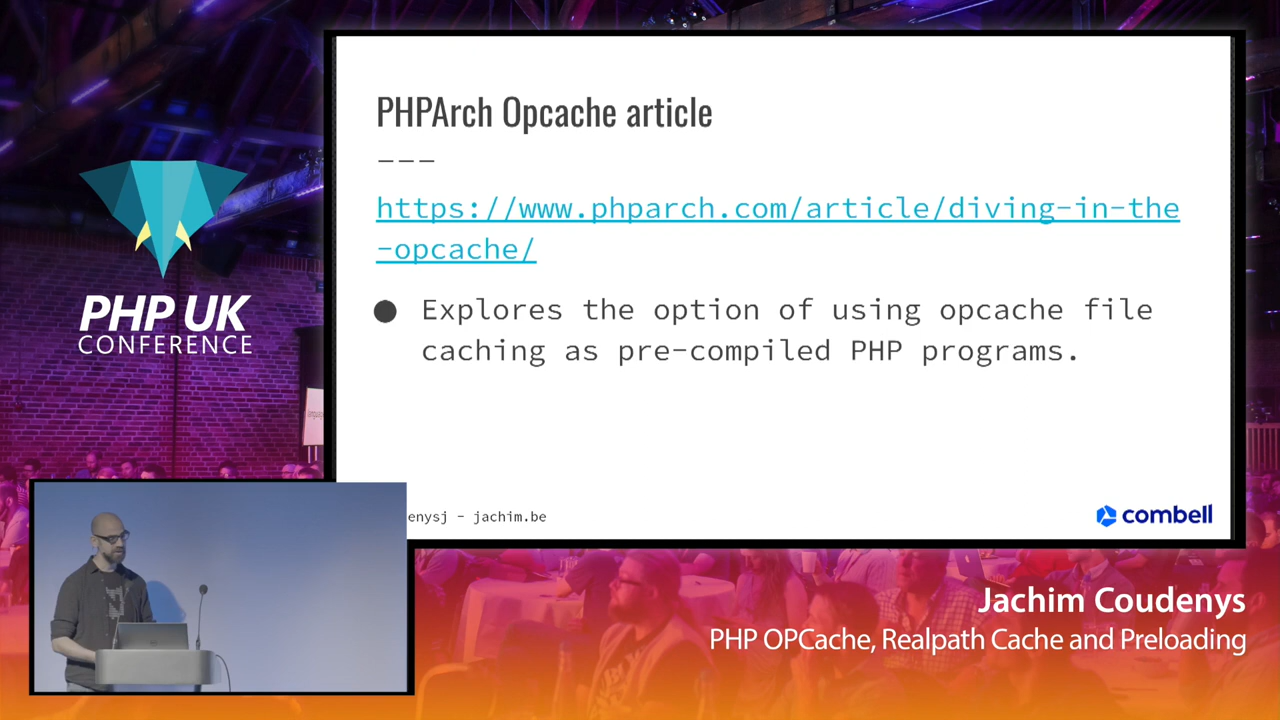 PHPArch Opcache article
---
https://www.phparch.com/article/diving-in-the
-opcache/
● Explores the option of using opcache file
caching as pre-compiled PHP programs.
enysj - jachim.be
combell
PHP UK
CONFERENCE
Jachim Coudenys
PHP OPCache, Realpath Cache and Preloading